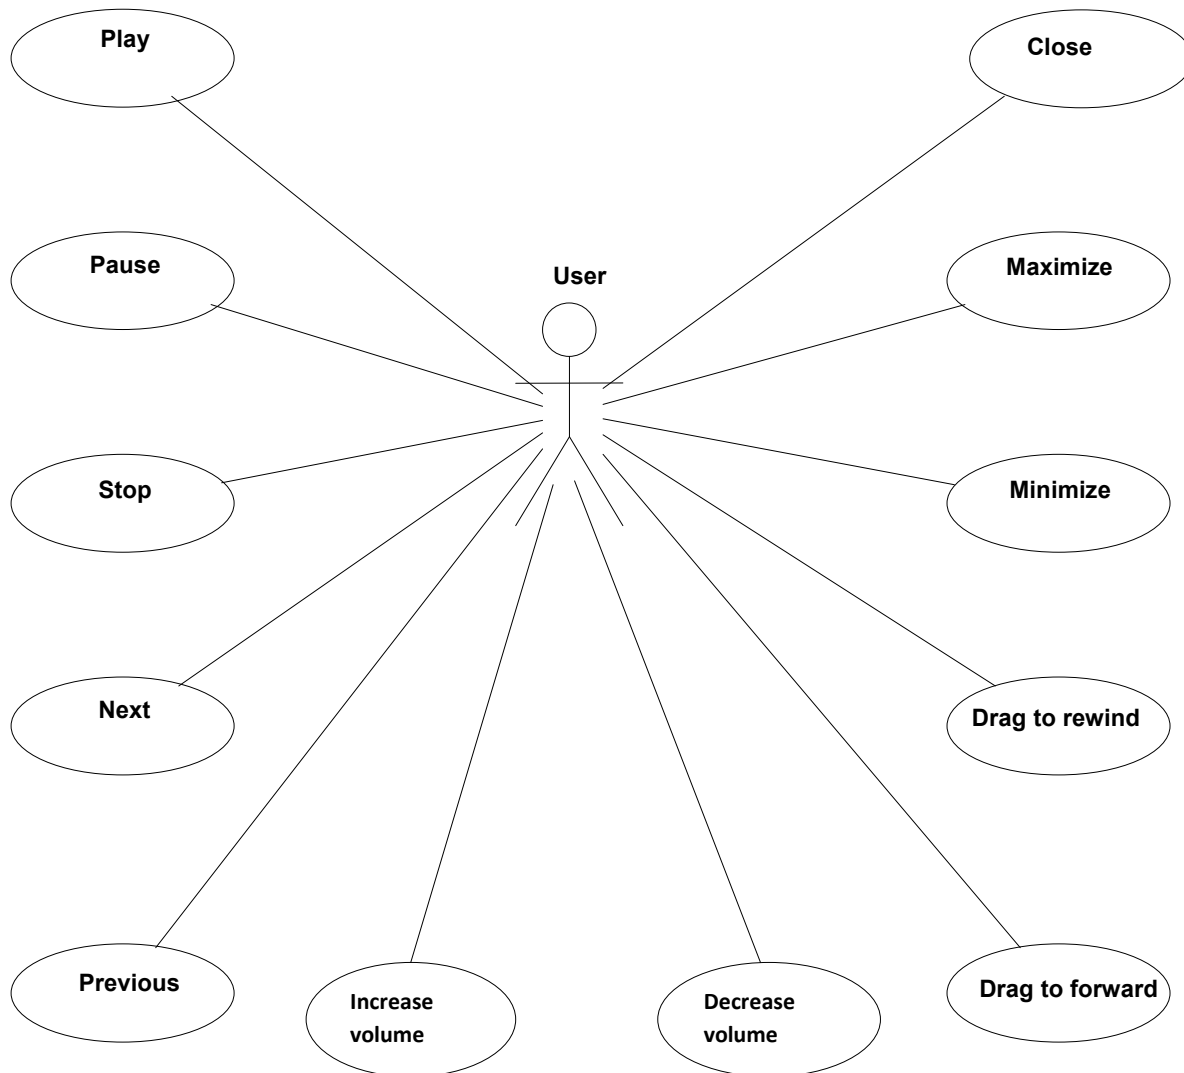 Play
Close
Pause
User
Maximize
Stop
Minimize
Next
Drag to rewind
Previous
Increase
volume
Decrease
volume
Drag to forward